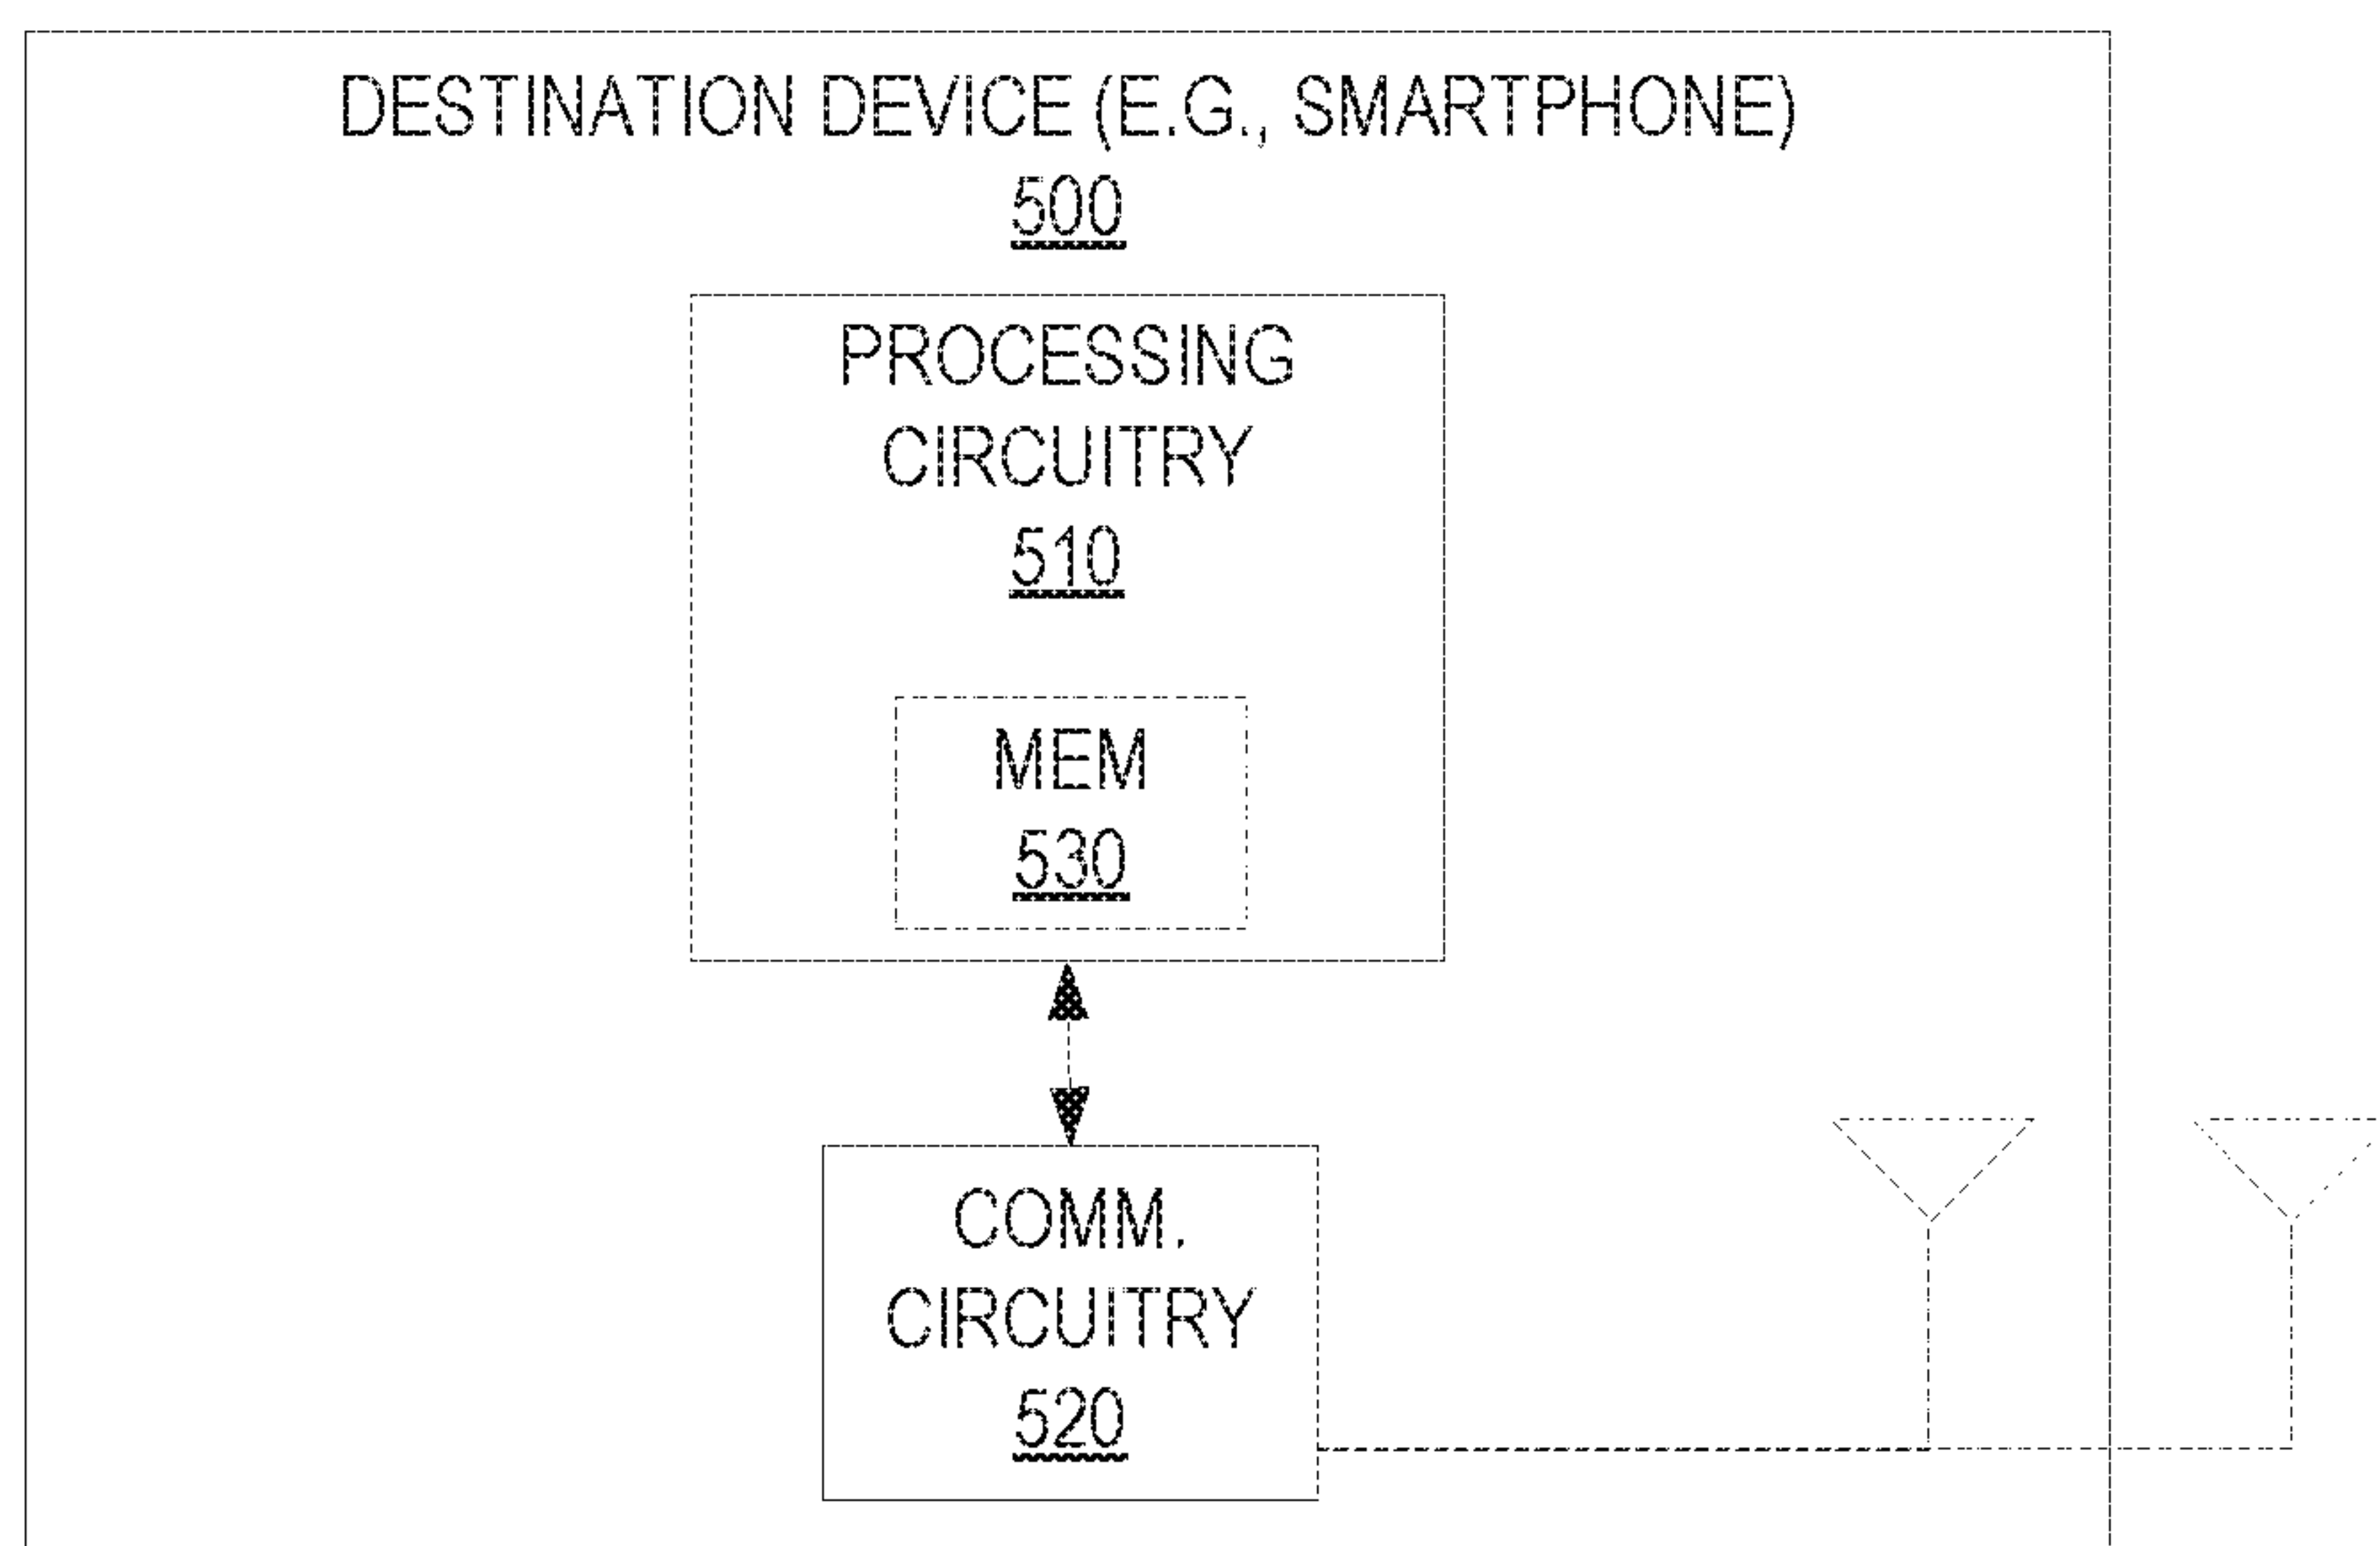 DESTINATION DEVICE (E.G., SMARTPHONE)
500
PROCESSING
CIRCUITRY
510
MEM
530
COMM.
CIRCUITRY
520